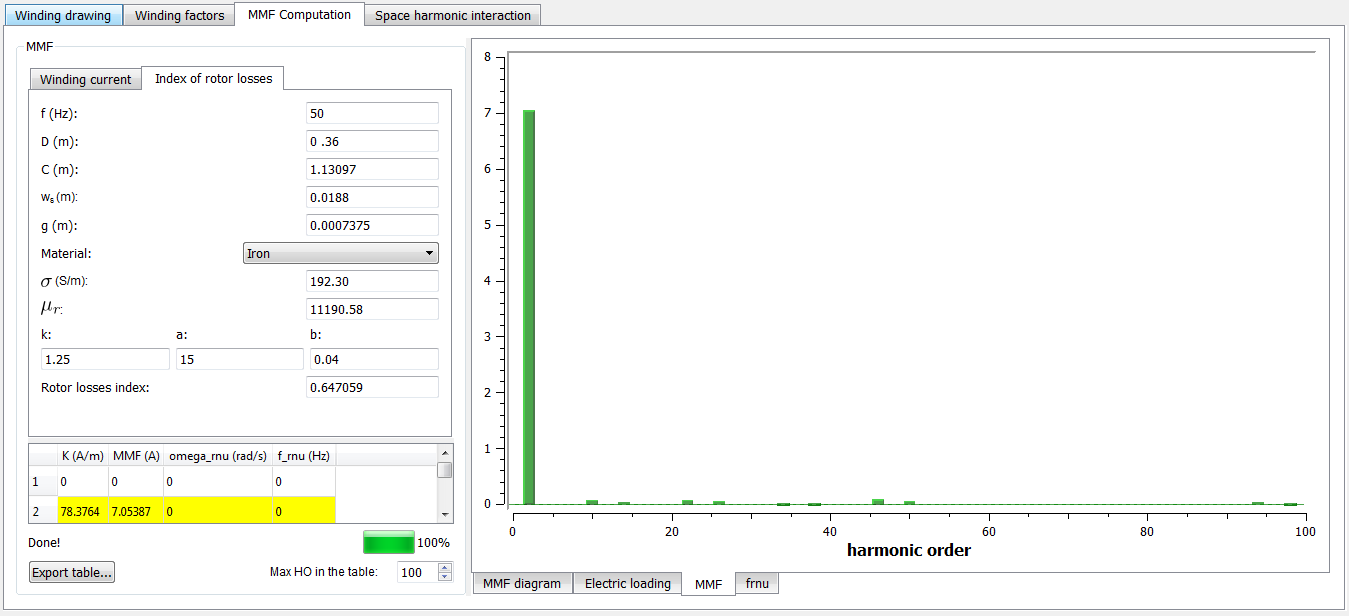 Winding drawing Winding factors MMF Computation Space harmonic interaction
MMF
Winding current Index of rotor losses
f (Hz): 50
D (m): 0 .36
C (m): 1.13097
ws (m): 0.0188
g (m): 0.0007375
Material: Iron
σ (S/m): 192.30
μr: 11190.58
k: a: b:
1.25 15 0.04
Rotor losses index: 0.647059
K (A/m) MMF (A) omega_rnu (rad/s) f_rnu (Hz)
1 0 0 0 0
2 78.3764 7.05387 0 0
Done! 100%
Export table... Max HO in the table: 100
8
7
6
5
4
3
2
1
0
0 20 40 60 80 100
harmonic order
MMF diagram Electric loading MMF frnu